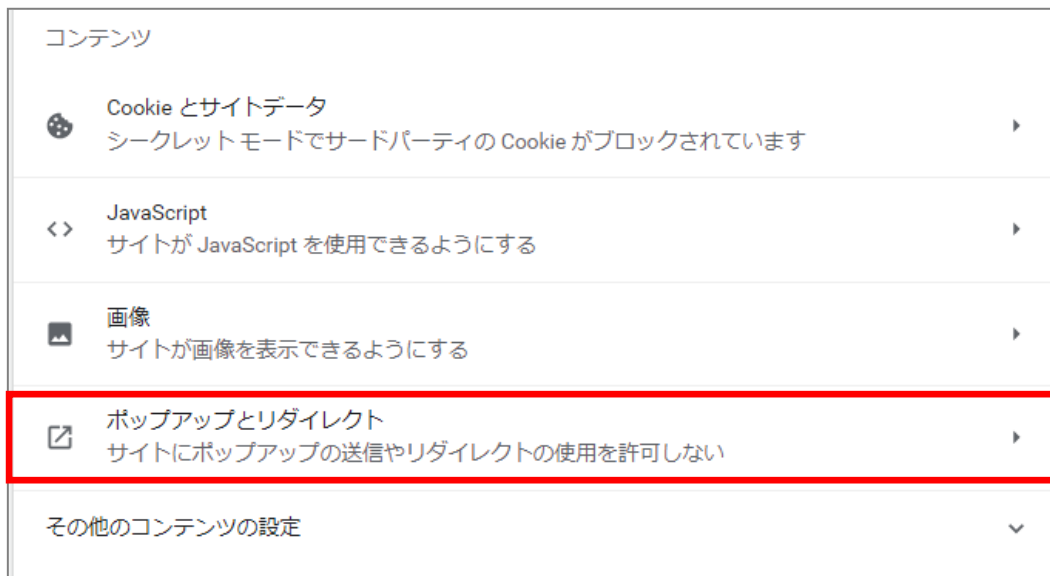 コンテンツ
Cookie とサイトデータ
シークレット モードでサードパーティの Cookie がブロックされています
JavaScript
サイトが JavaScript を使用できるようにする
画像
サイトが画像を表示できるようにする
ポップアップとリダイレクト
サイトにポップアップの送信やリダイレクトの使用を許可しない
その他のコンテンツの設定